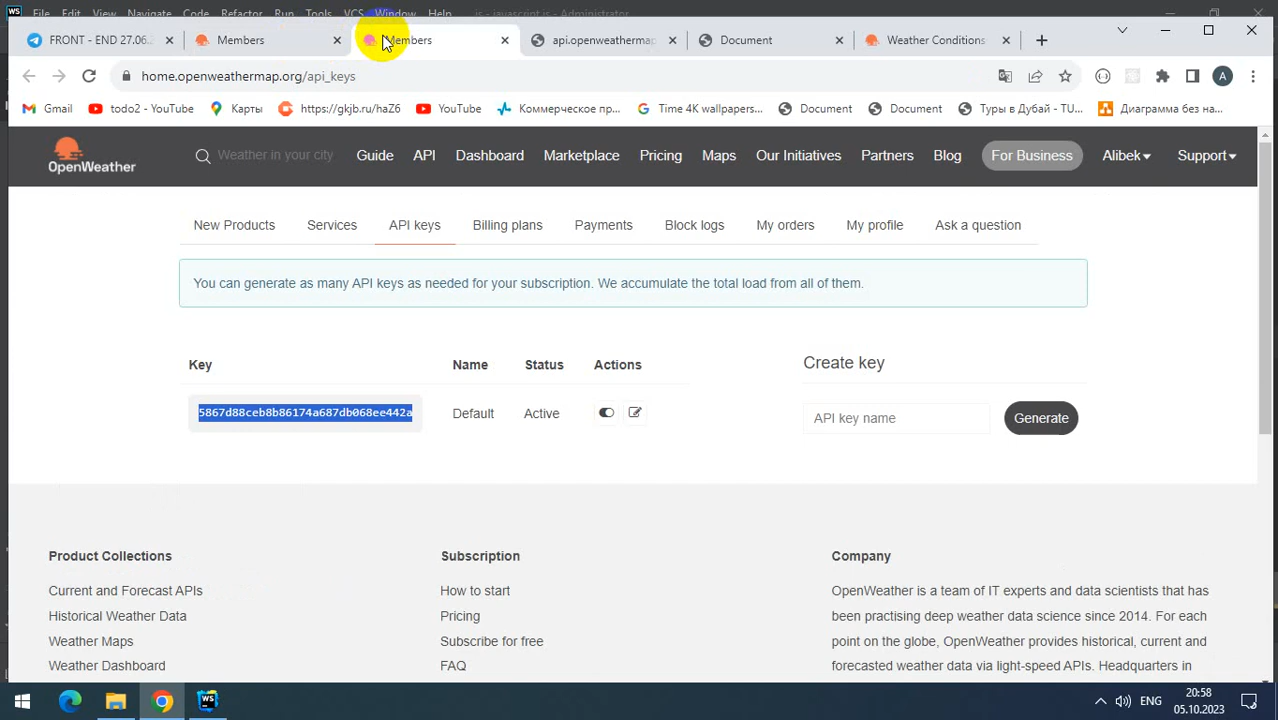 File Edit View Navigate Code Refactor Run Tools VCS Window Help js - javascript.js - Administrator
FRONT - END 27.06. Members Members api.openweathermap Document Weather Conditions
home.openweathermap.org/api_keys
Gmail todo2 - YouTube Карты https://gkjb.ru/haZ6 YouTube Коммерческое пр... Time 4K wallpapers... Document Document Туры в Дубай - TU... Диаграмма без на...
OpenWeather Weather in your city Guide API Dashboard Marketplace Pricing Maps Our Initiatives Partners Blog For Business Alibek Support
New Products Services API keys Billing plans Payments Block logs My orders My profile Ask a question
You can generate as many API keys as needed for your subscription. We accumulate the total load from all of them.
Key Name Status Actions Create key
5867d88ceb8b86174a687db068ee442a Default Active API key name Generate
Product Collections Subscription Company
Current and Forecast APIs How to start OpenWeather is a team of IT experts and data scientists that has
Historical Weather Data Pricing been practising deep weather data science since 2014. For each
Weather Maps Subscribe for free point on the globe, OpenWeather provides historical, current and
Weather Dashboard FAQ forecasted weather data via light-speed APIs. Headquarters in
ENG 20:58
05.10.2023